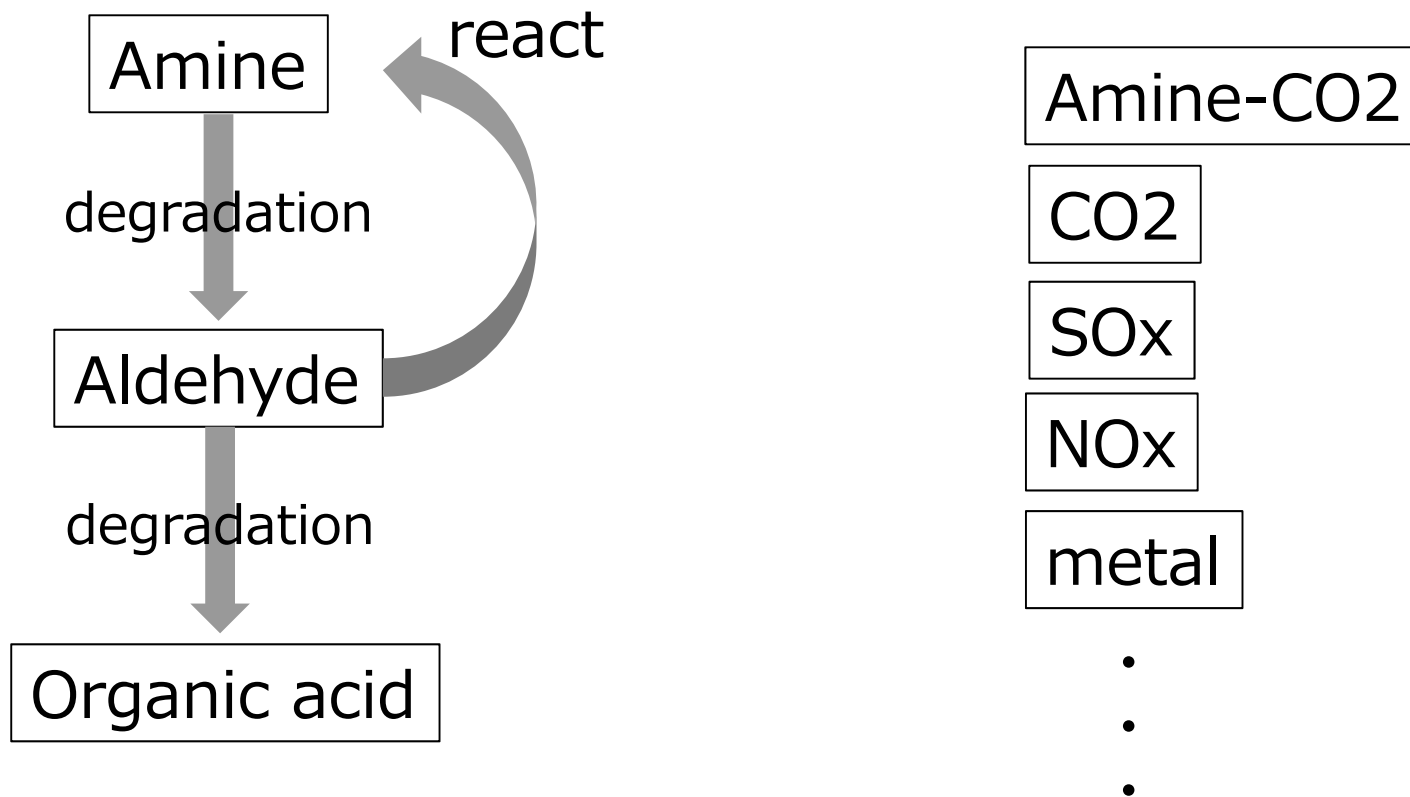 Amine
react
degradation
Aldehyde
degradation
Organic acid
Amine-CO2
CO2
SOx
NOx
metal
・
・
・